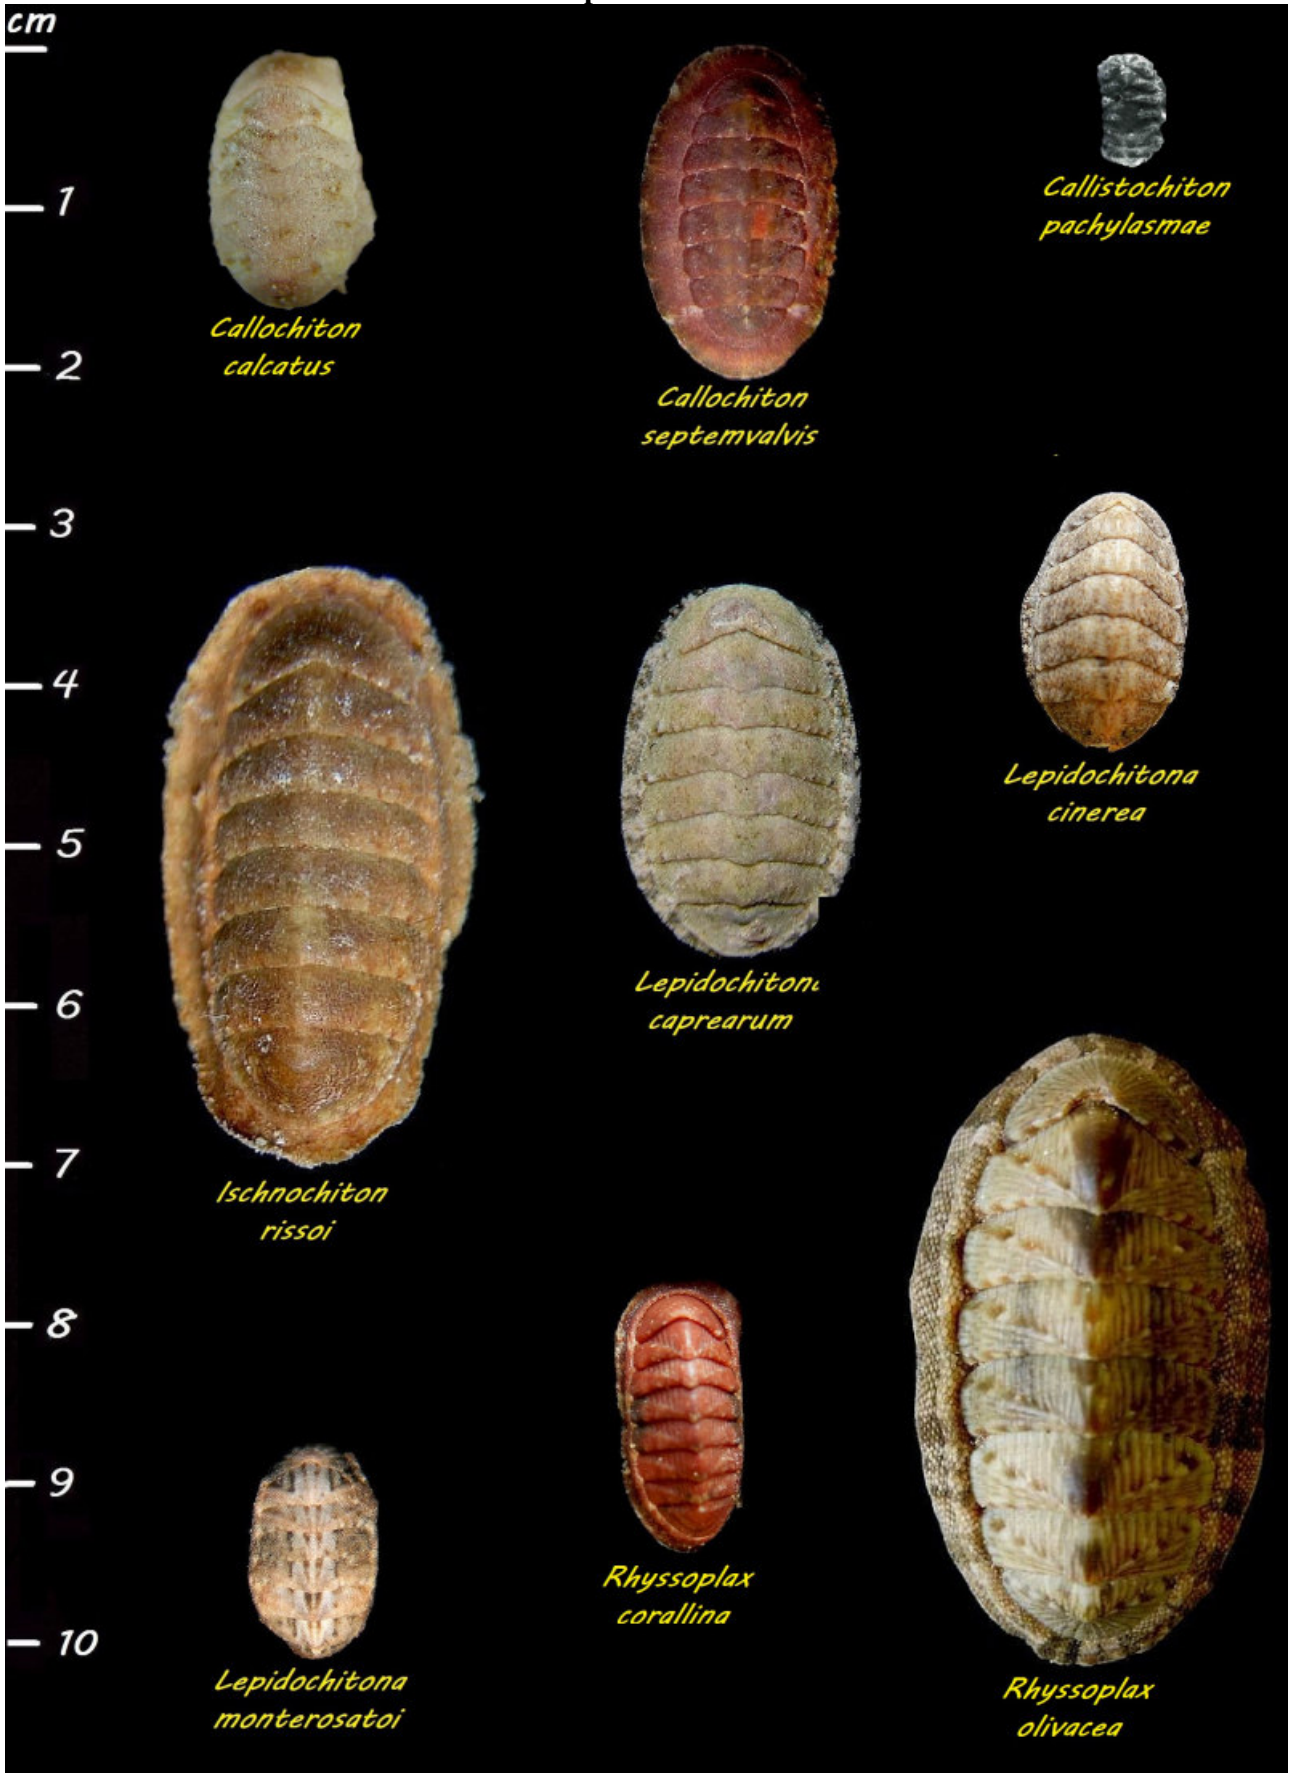 cm
Callistochiton
pachylasmae
1
Callochiton
calcatus
2
Callochiton
septemvalvis
3
4
Lepidochitona
cinerea
5
Lepidochitona
caprearum
6
7
Ischnochiton
rissoi
8
9
Rhyssoplax
corallina
10
Lepidochitona
monterosatoi
Rhyssoplax
olivacea